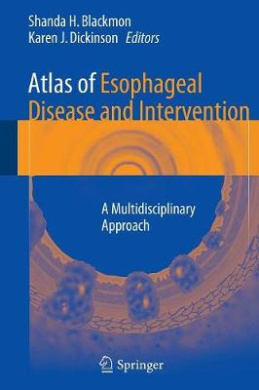 Shanda H. Blackmon
Karen J. Dickinson Editors
Atlas of Esophageal
Disease and Intervention
A Multidisciplinary
Approach
Springer